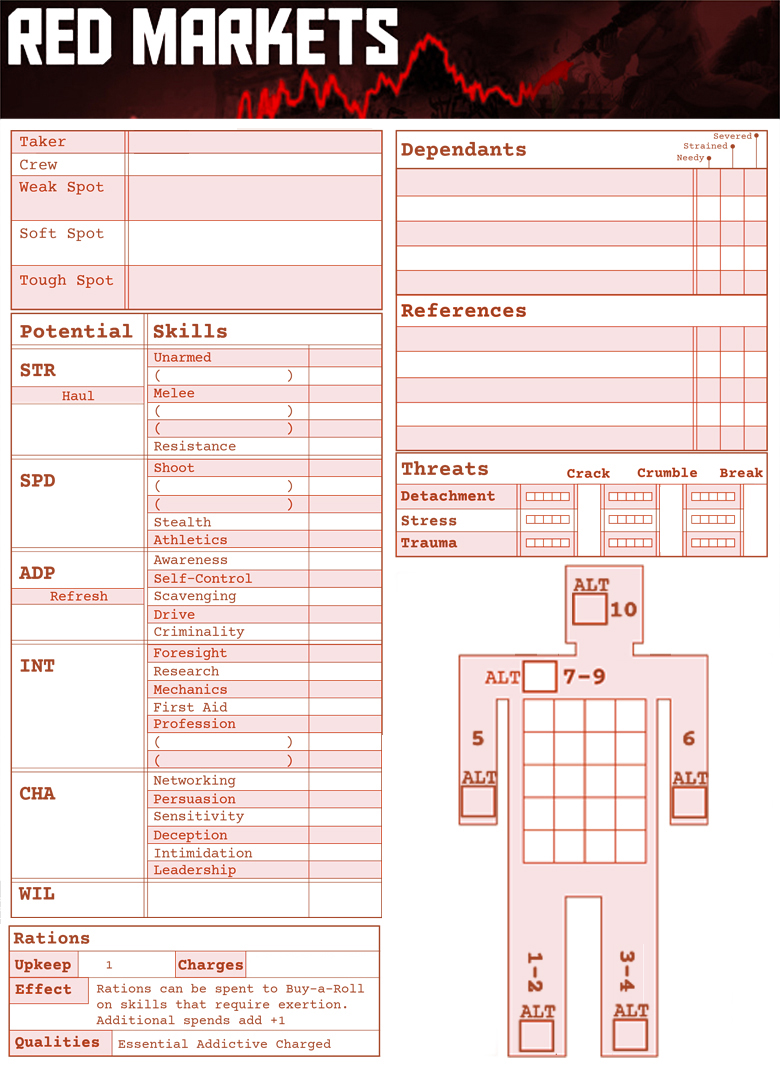 RED MARKETS
Taker
Crew
Weak Spot
Soft Spot
Tough Spot
Potential Skills
STR
Haul
Unarmed
( )
Melee
( )
( )
Resistance
SPD
Shoot
( )
( )
Stealth
Athletics
ADP
Refresh
Awareness
Self-Control
Scavenging
Drive
Criminality
INT
Foresight
Research
Mechanics
First Aid
Profession
( )
( )
CHA
Networking
Persuasion
Sensitivity
Deception
Intimidation
Leadership
WIL
Rations
Upkeep 1 Charges
Effect Rations can be spent to Buy-a-Roll
on skills that require exertion.
Additional spends add +1
Qualities Essential Addictive Charged
Dependants
Severed
Strained
Needy
References
Threats Crack Crumble Break
Detachment
Stress
Trauma
ALT
10
ALT 7-9
5 6
ALT ALT
1-2 3-4
ALT ALT